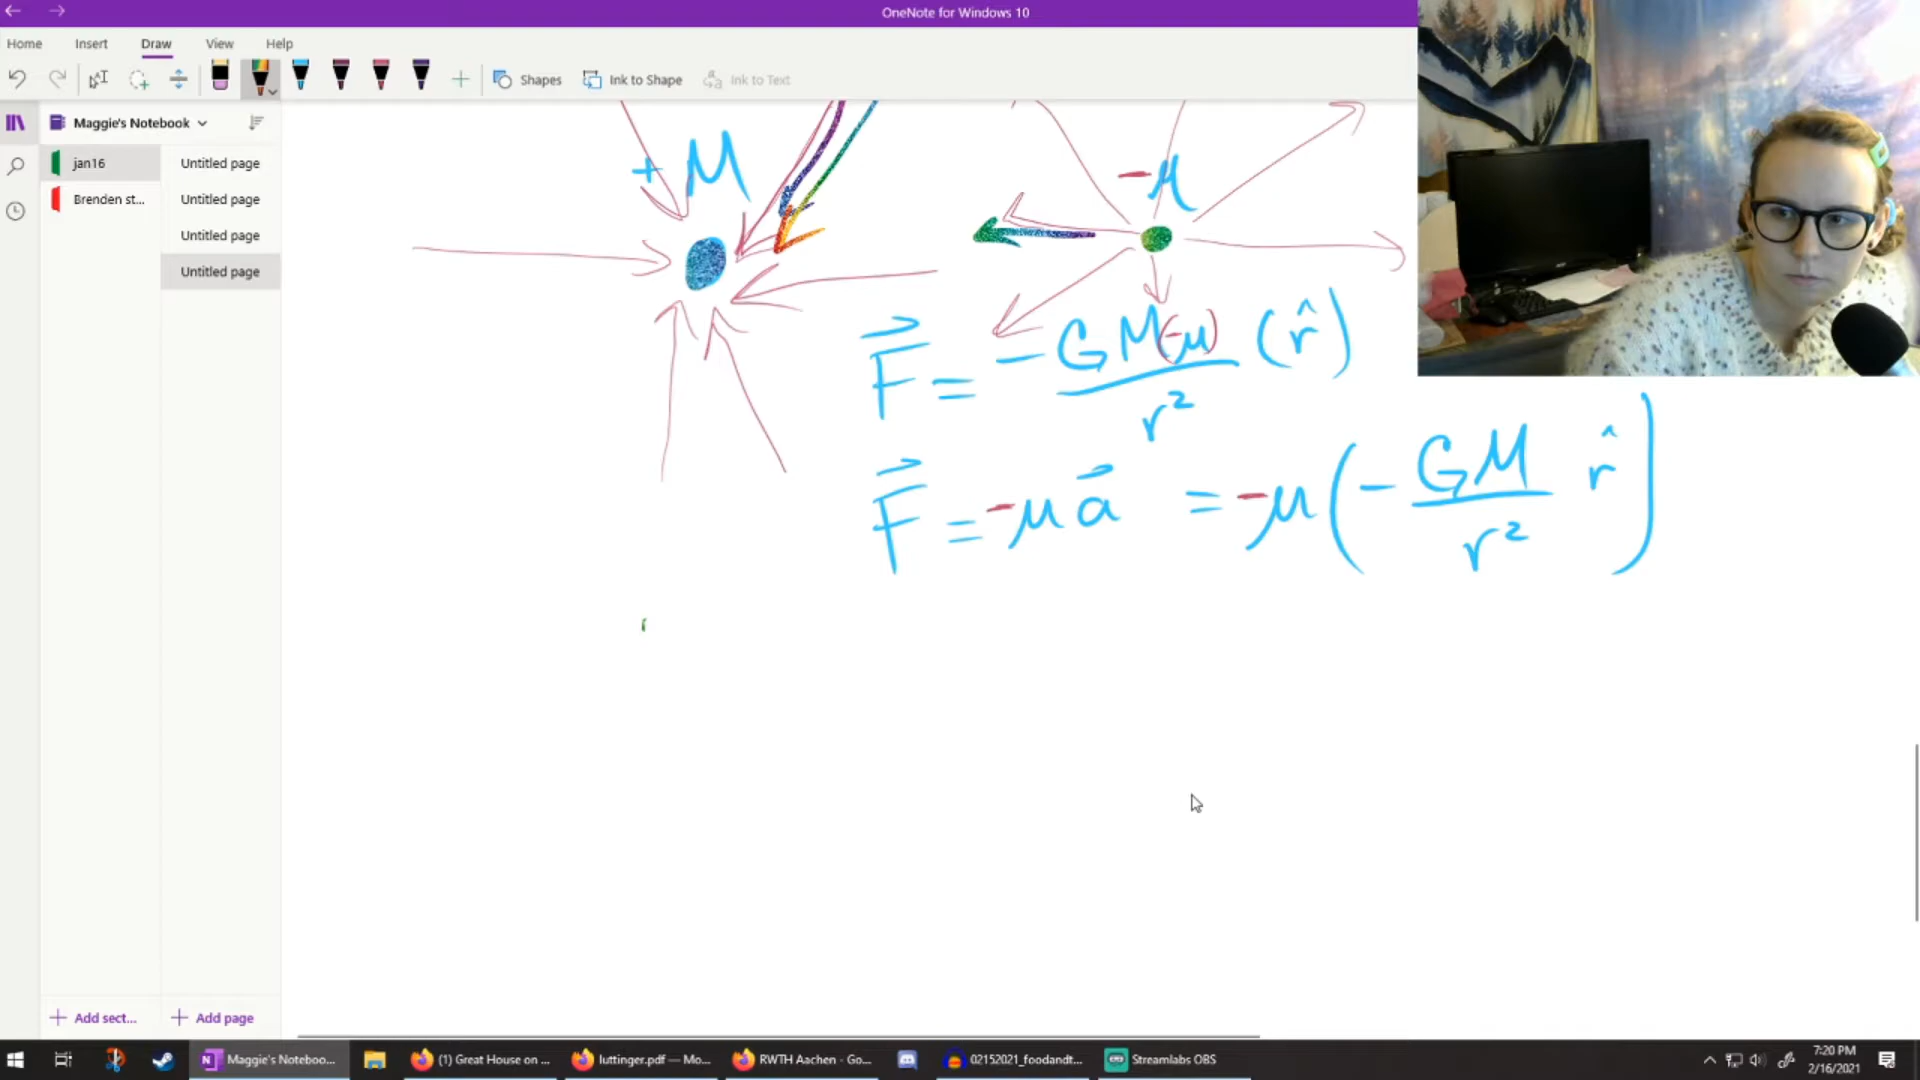 OneNote for Windows 10
Home Insert Draw View Help
Shapes Ink to Shape Ink to Text
Maggie's Notebook
jan16 Untitled page
Brenden st... Untitled page
Untitled page
Untitled page
+ M
- μ
F⃗ = -GM(-μ)/r² (r̂)
F⃗ = -μa⃗ = -μ(-GM/r² r̂)
Add sect... Add page
Maggie's Noteboo... (1) Great House on ... luttinger.pdf — Mo... RWTH Aachen - Go... 02152021_foodandt... Streamlabs OBS
7:20 PM
2/16/2021